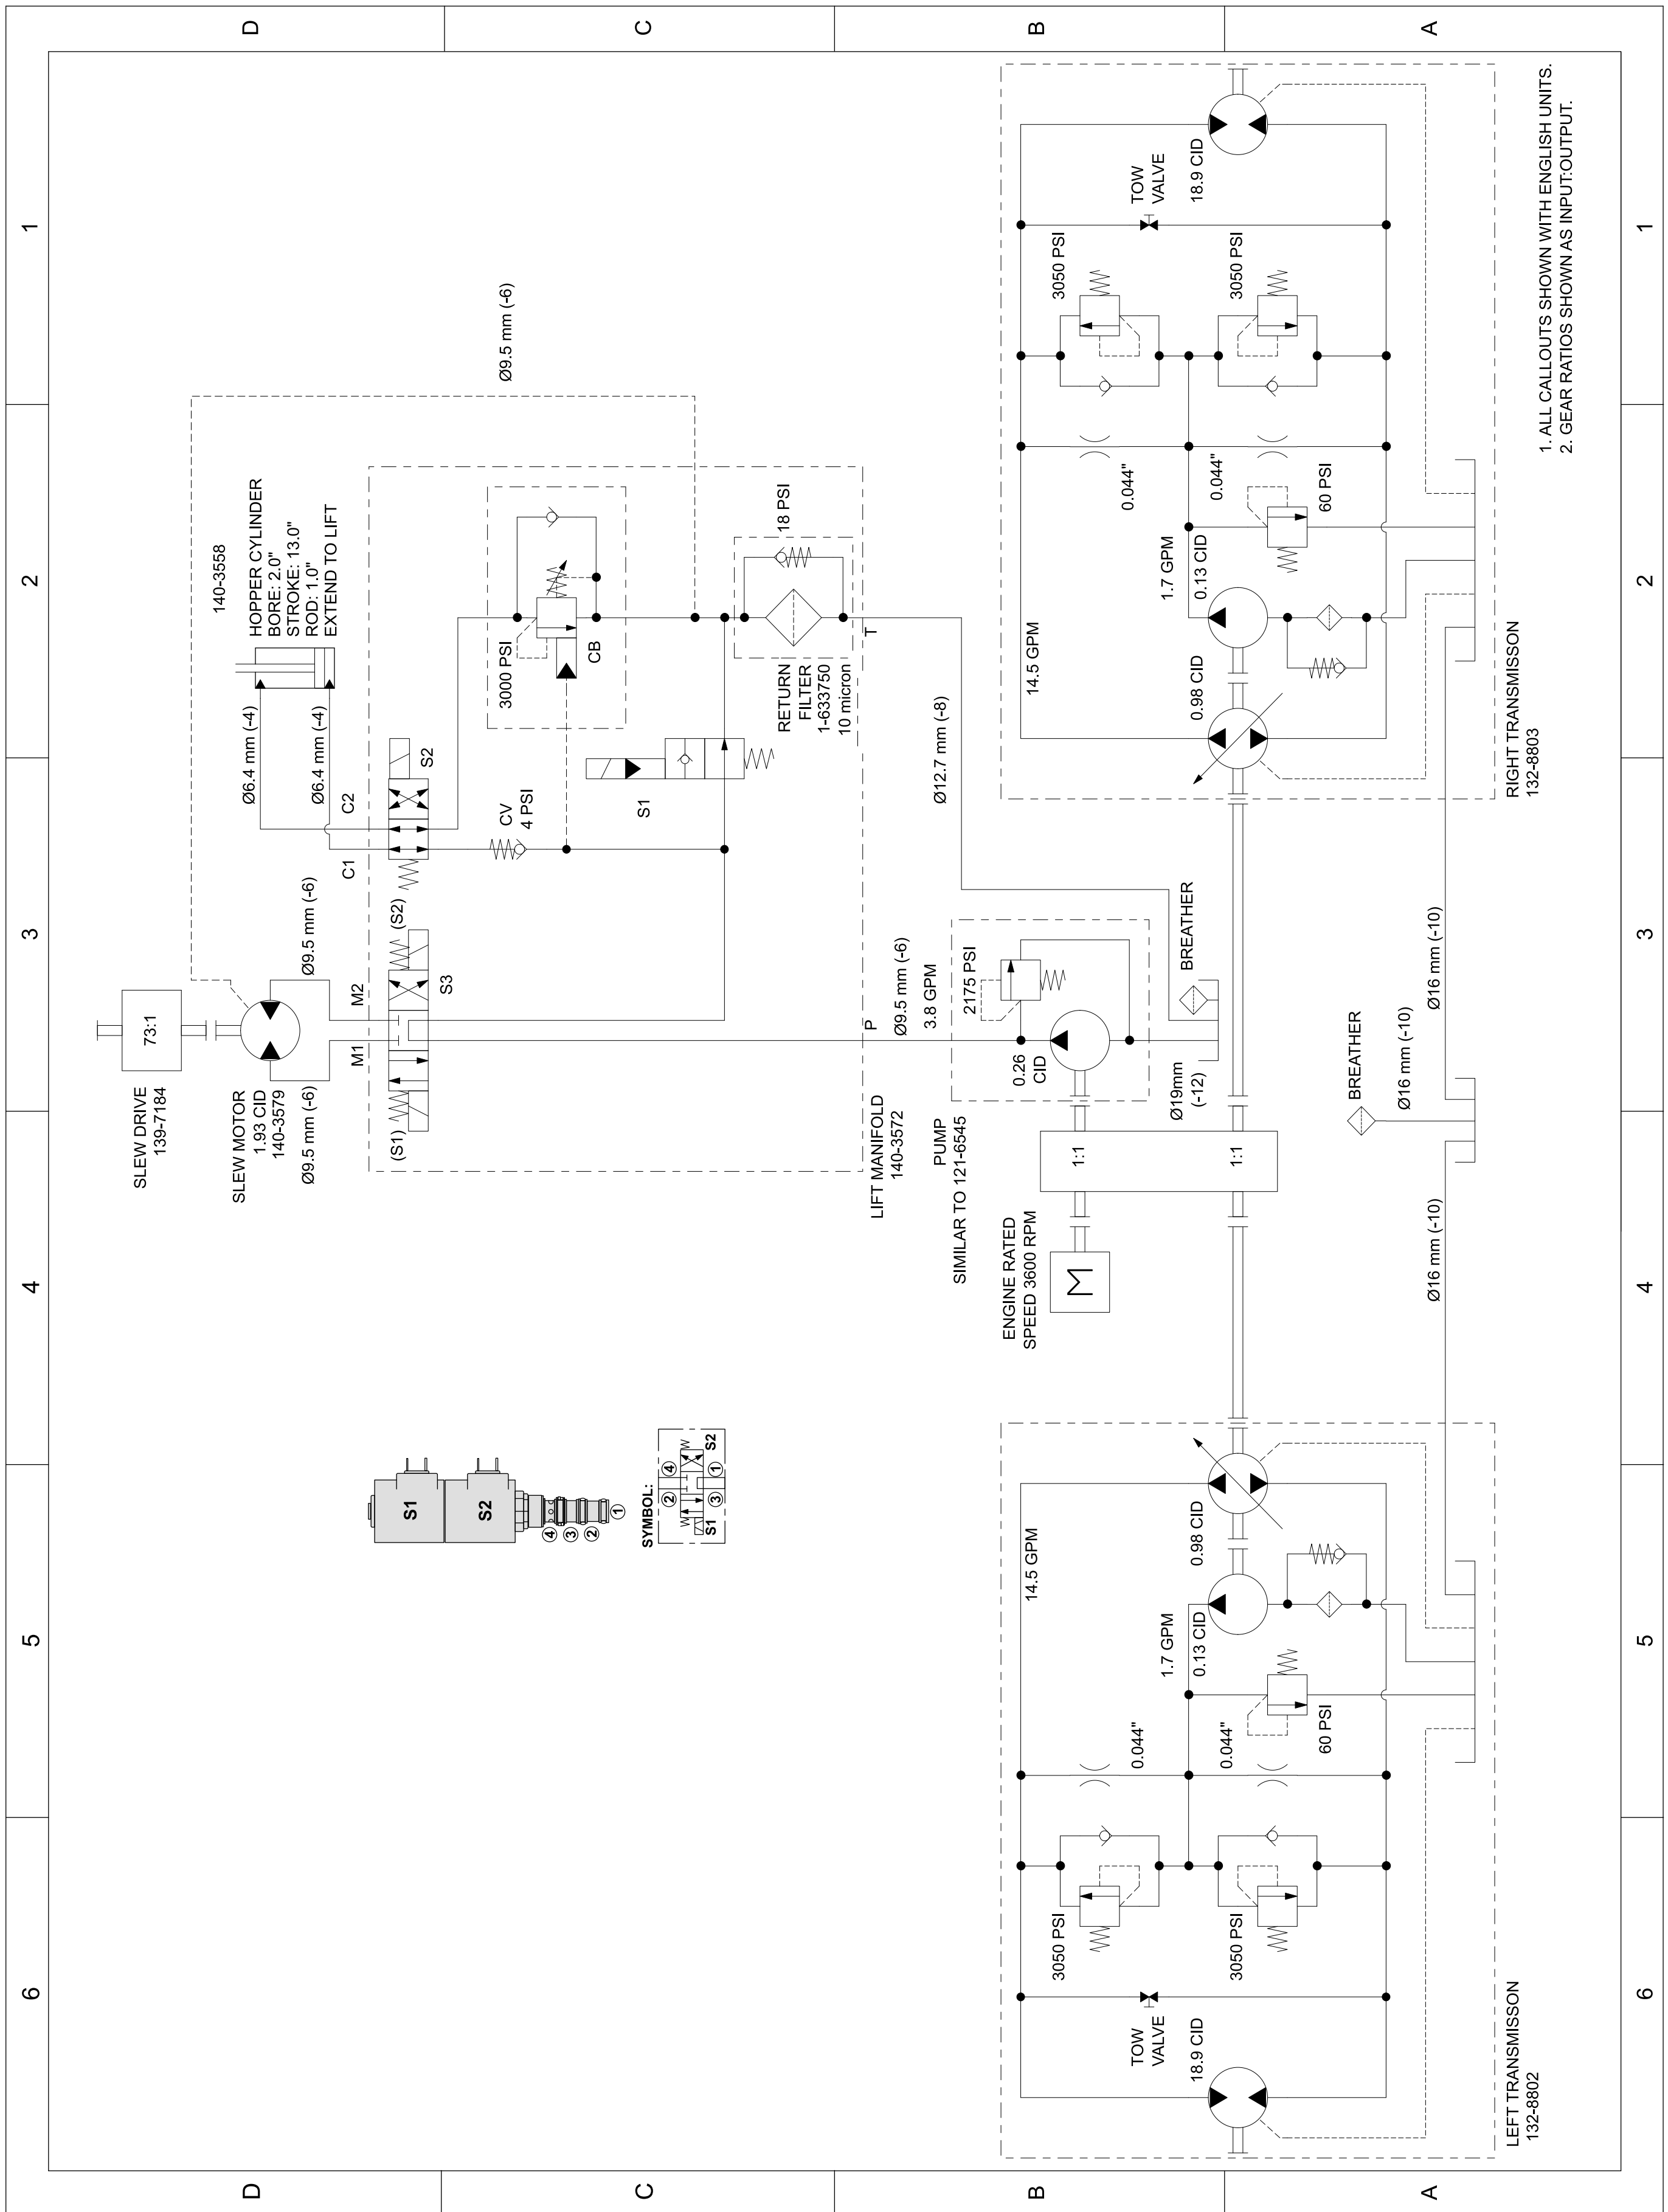 6
5
4
3
2
1
D
C
B
A
D
C
B
A
6
5
4
3
2
1
SLEW DRIVE
139-7184
73:1
SLEW MOTOR
1.93 CID
140-3579
Ø9.5 mm (-6)
Ø9.5 mm (-6)
M1
M2
(S1)
(S2)
S3
C1
C2
S2
Ø6.4 mm (-4)
Ø6.4 mm (-4)
140-3558
HOPPER CYLINDER
BORE: 2.0"
STROKE: 13.0"
ROD: 1.0"
EXTEND TO LIFT
Ø9.5 mm (-6)
CV
4 PSI
3000 PSI
CB
S1
18 PSI
RETURN
FILTER
1-633750
10 micron
T
P
LIFT MANIFOLD
140-3572
S1
S2
4
3
2
1
SYMBOL:
2
4
S1
S2
3
1
Ø9.5 mm (-6)
3.8 GPM
Ø12.7 mm (-8)
PUMP
SIMILAR TO 121-6545
2175 PSI
0.26
CID
ENGINE RATED
SPEED 3600 RPM
M
1:1
1:1
Ø19mm
(-12)
BREATHER
BREATHER
Ø16 mm (-10)
Ø16 mm (-10)
Ø16 mm (-10)
14.5 GPM
3050 PSI
3050 PSI
TOW
VALVE
18.9 CID
0.044"
0.044"
1.7 GPM
0.13 CID
0.98 CID
60 PSI
LEFT TRANSMISSON
132-8802
14.5 GPM
0.98 CID
1.7 GPM
0.13 CID
0.044"
0.044"
60 PSI
3050 PSI
3050 PSI
TOW
VALVE
18.9 CID
RIGHT TRANSMISSON
132-8803
1. ALL CALLOUTS SHOWN WITH ENGLISH UNITS.
2. GEAR RATIOS SHOWN AS INPUT:OUTPUT.